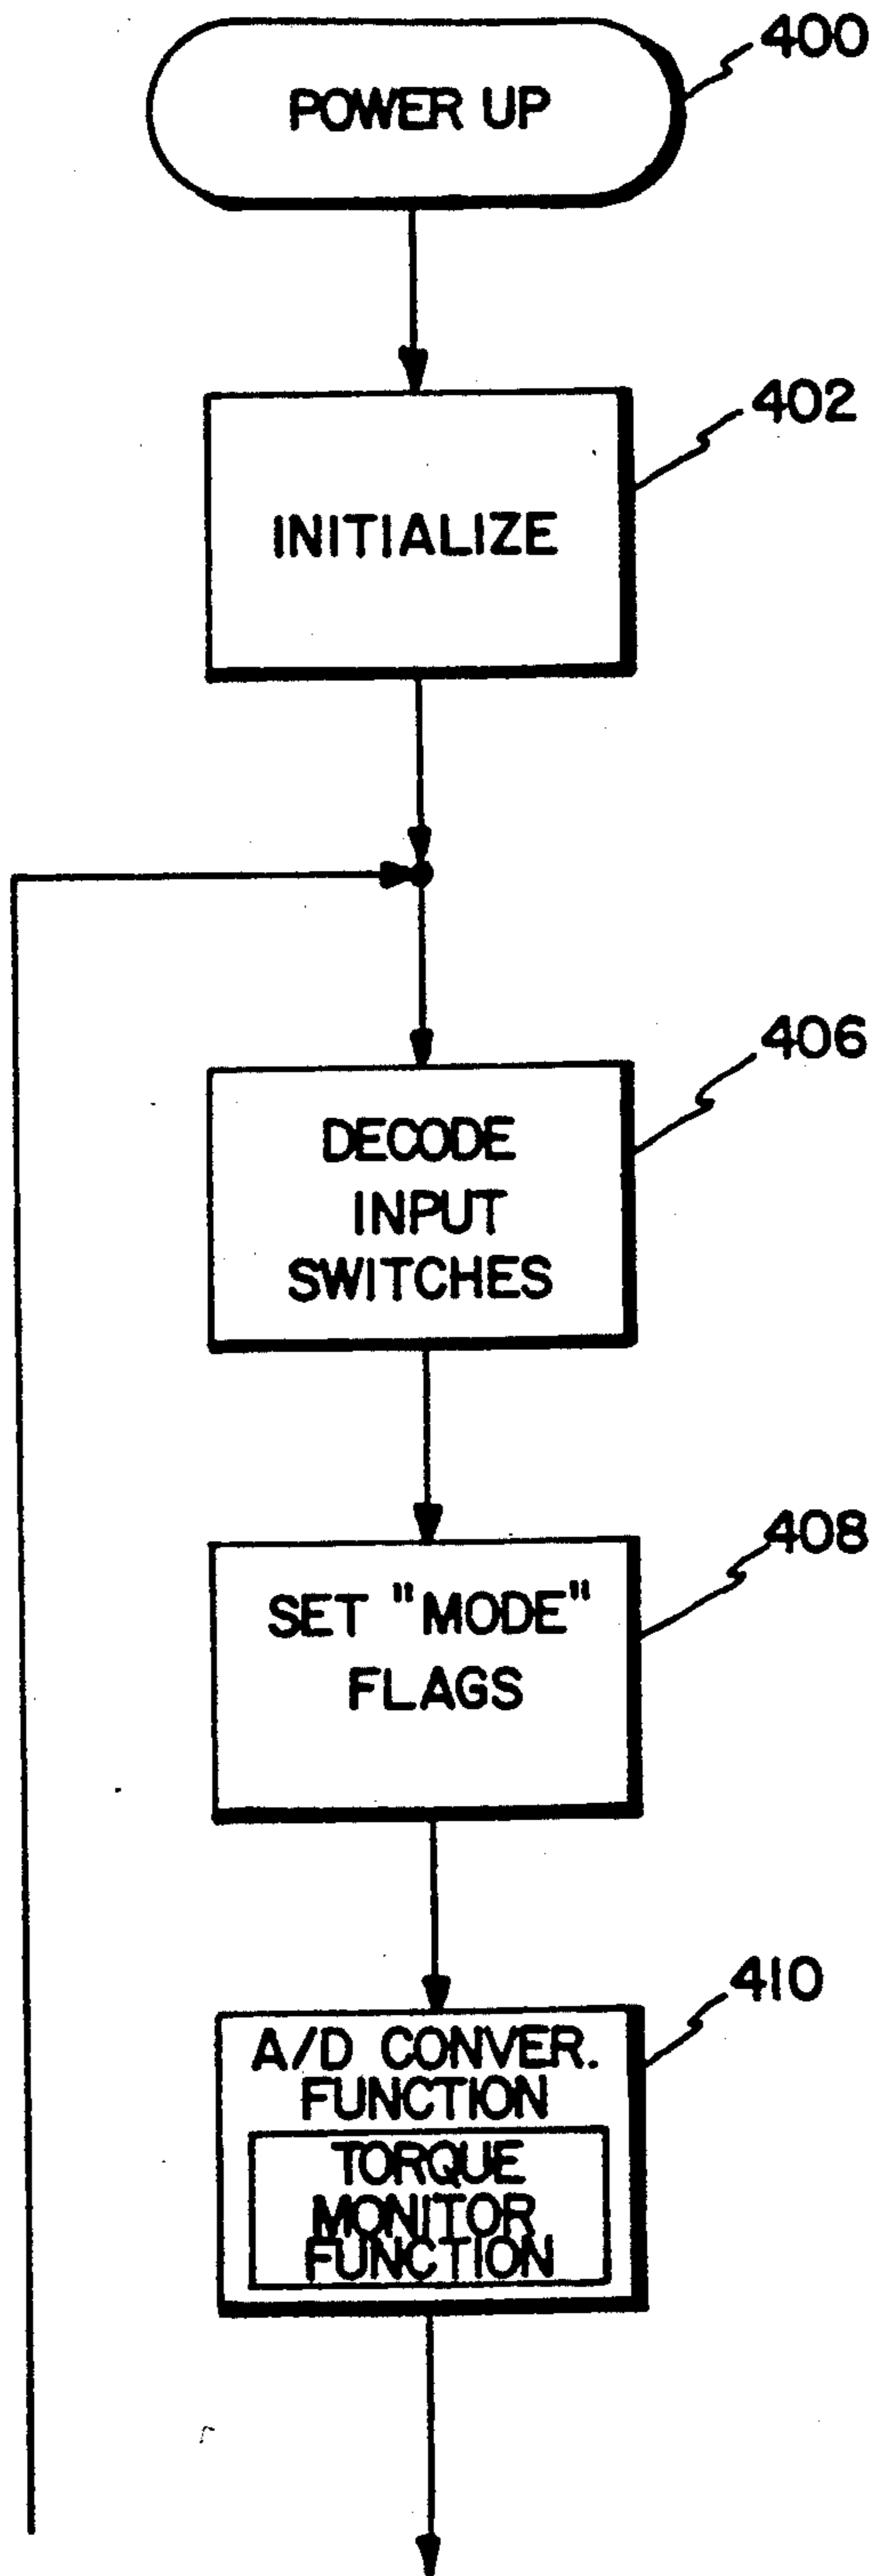 400
POWER UP
402
INITIALIZE
406
DECODE
INPUT
SWITCHES
408
SET "MODE"
FLAGS
410
A/D CONVER.
FUNCTION
TORQUE
MONITOR
FUNCTION